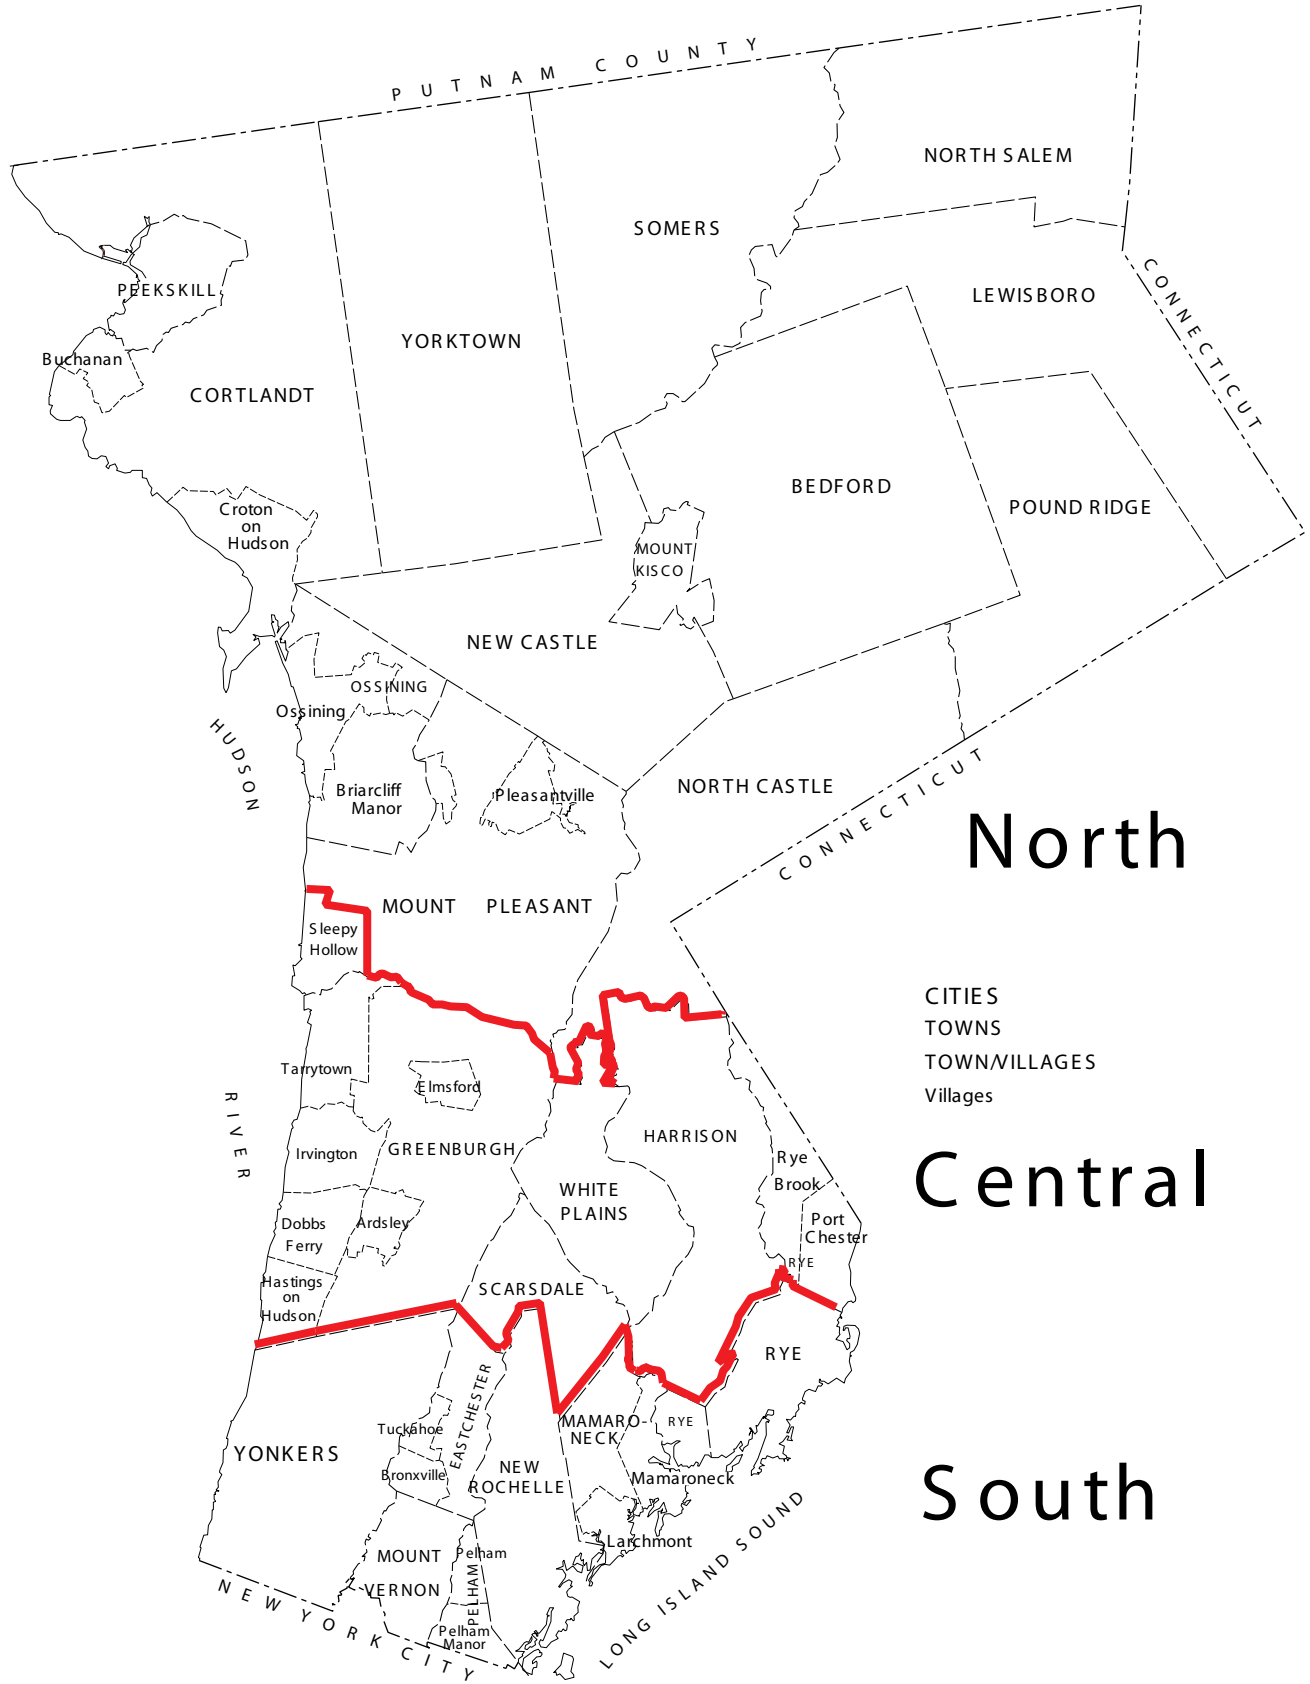 PUTNAM COUNTY
NORTH SALEM
SOMERS
CONNECTICUT
PEEKSKILL
LEWISBORO
YORKTOWN
Buchanan
CORTLANDT
BEDFORD
POUND RIDGE
Croton
on
Hudson
MOUNT
KISCO
NEW CASTLE
OSSINING
Ossining
HUDSON
Briarcliff
Manor
Pleasantville
NORTH CASTLE
CONNECTICUT
North
MOUNT PLEASANT
Sleepy
Hollow
CITIES
TOWNS
TOWN/VILLAGES
Villages
Tarrytown
Elmsford
RIVER
HARRISON
GREENBURGH
Irvington
Rye
Brook
Central
WHITE
PLAINS
Dobbs
Ferry
Ardsley
Port
Chester
RYE
Hastings
on
Hudson
SCARSDALE
RYE
EASTCHESTER
Tuckahoe
MAMARO-
NECK
RYE
YONKERS
Bronxville
NEW
ROCHELLE
Mamaroneck
South
Larchmont
LONG ISLAND SOUND
MOUNT
VERNON
Pelham
PELHAM
Pelham
Manor
NEW YORK CITY